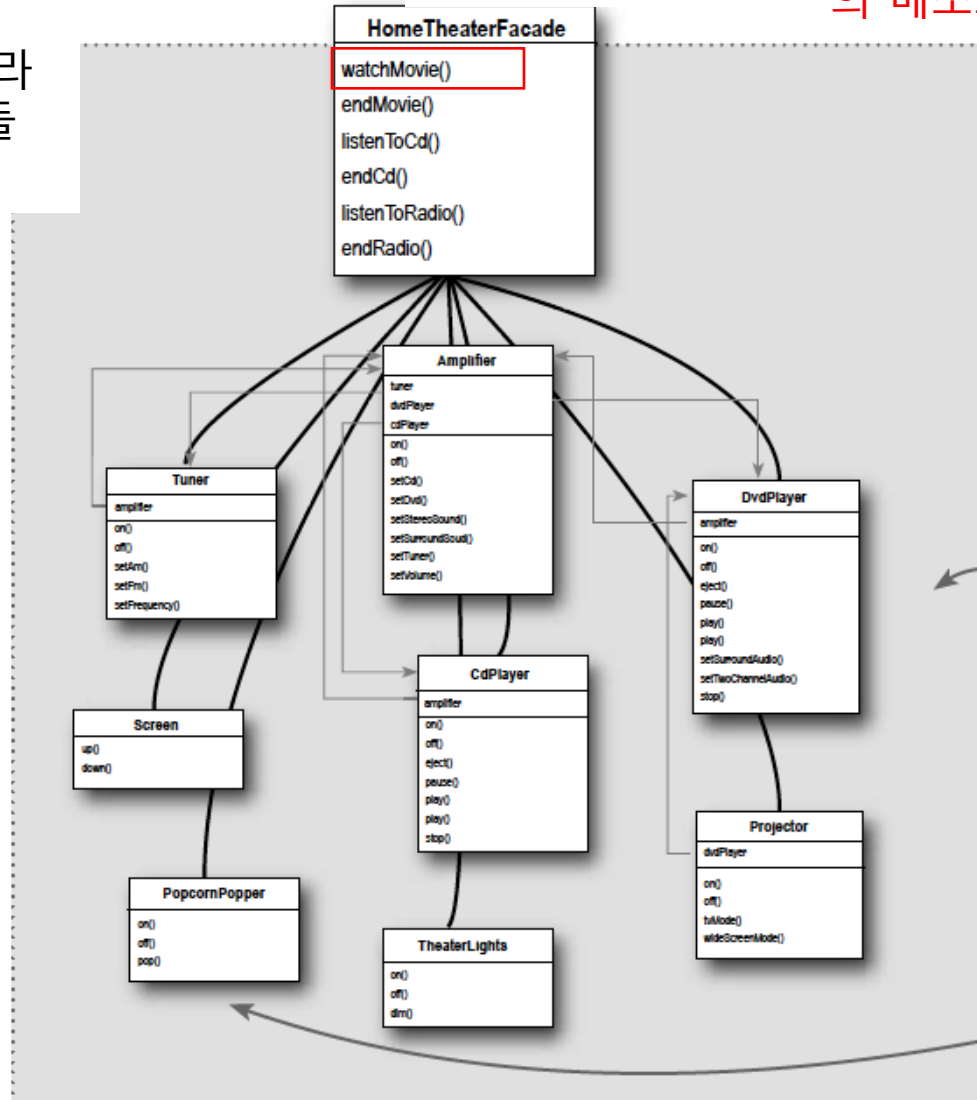 HomeTheaterFacade
watchMovie()
endMovie()
listenToCd()
endCd()
listenToRadio()
endRadio()
라
Amplifier
tuner
dvdPlayer
cdPlayer
on()
off()
setCd()
setDvd()
setStereoSound()
setSurroundSoud()
setTuner()
setVolume()
Tuner
amplifier
on()
off()
setAm()
setFm()
setFrequency()
DvdPlayer
amplifier
on()
off()
eject()
pause()
play()
play()
setSurroundAudio()
setTwoChannelAudio()
stop()
CdPlayer
amplifier
on()
off()
eject()
pause()
play()
play()
stop()
Screen
up()
down()
Projector
dvdPlayer
on()
off()
tvMode()
wideScreenMode()
PopcornPopper
on()
off()
pop()
TheaterLights
on()
off()
dim()